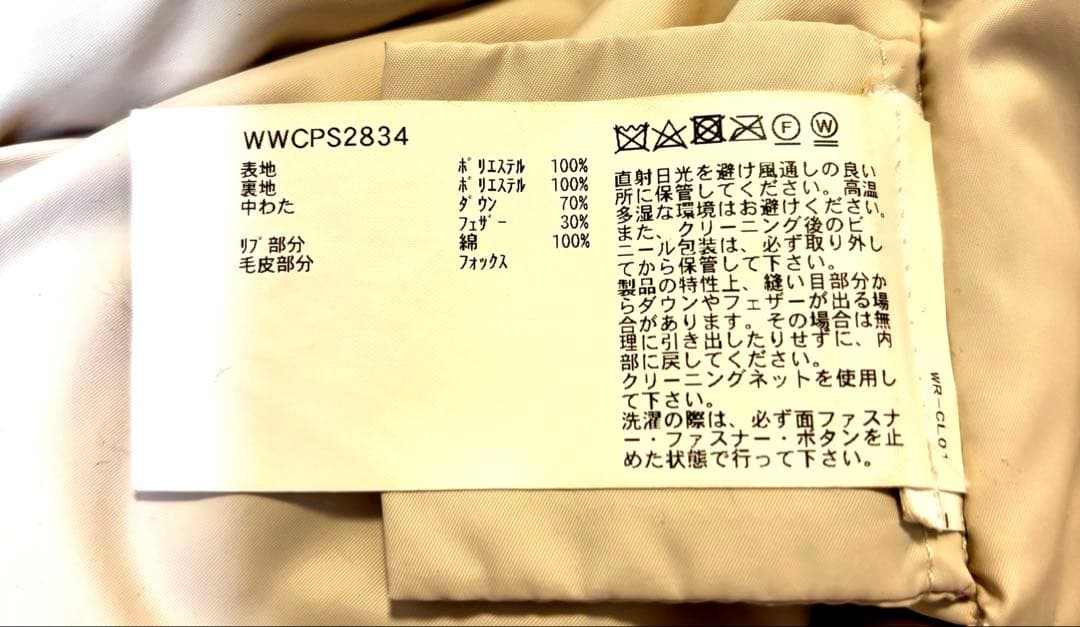 WWCPS2834
表地 ﾎﾟﾘｴｽﾃﾙ 100%
裏地 ﾎﾟﾘｴｽﾃﾙ 100%
中わた ﾀﾞｳﾝ 70%
ﾌｪｻﾞｰ 30%
ﾘﾌﾞ部分 綿 100%
毛皮部分 フォックス
F W
直射日光を避け風通しの良い
所に保管してください。高温
多湿な環境はお避けください。
また、クリーニング後のビ
ニール包装は、必ず取り外し
てから保管して下さい。
製品の特性上、縫い目部分か
らダウンやフェザーが出る場
合があります。その場合は無
理に引き出したりせずに、内
部に戻してください。
クリーニングネットを使用し
て下さい。
洗濯の際は、必ず面ファスナ
ー・ファスナー・ボタンを止
めた状態で行って下さい。
WR-CL01